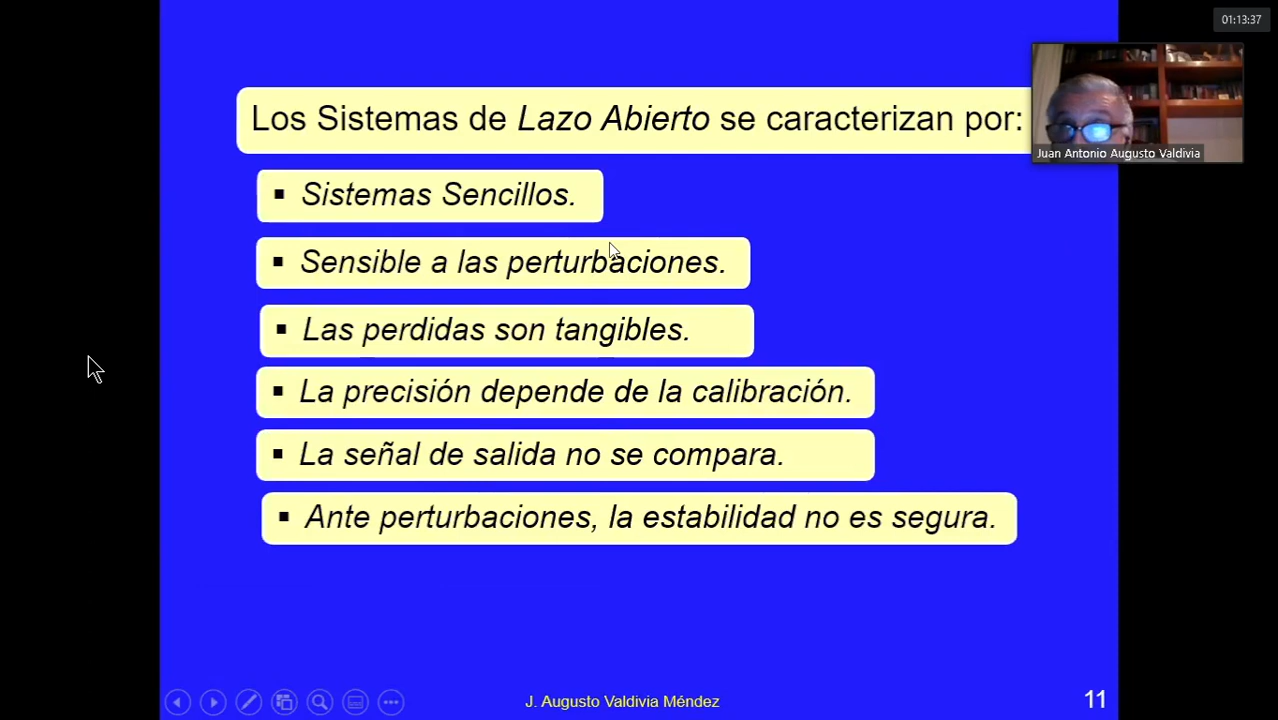 01:13:37
Los Sistemas de Lazo Abierto se caracterizan por:
Juan Antonio Augusto Valdivia
▪ Sistemas Sencillos.
▪ Sensible a las perturbaciones.
▪ Las perdidas son tangibles.
▪ La precisión depende de la calibración.
▪ La señal de salida no se compara.
▪ Ante perturbaciones, la estabilidad no es segura.
J. Augusto Valdivia Méndez
11